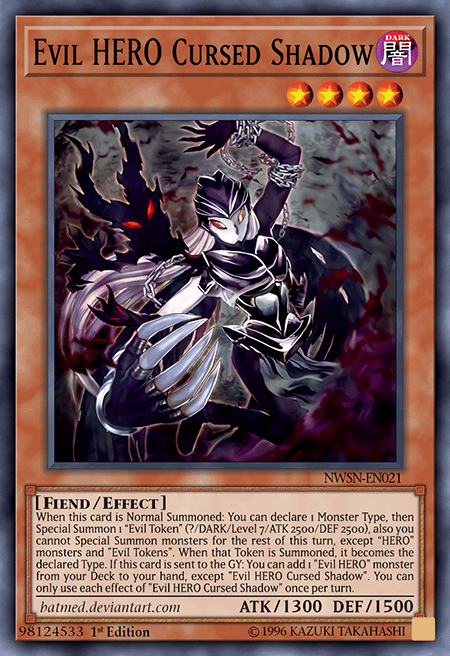 EVIL HERO CURSED SHADOW
DARK
闇
NWSN-EN021
[FIEND/EFFECT]
When this card is Normal Summoned: You can declare 1 Monster Type, then
Special Summon 1 "Evil Token" (?/DARK/Level 7/ATK 2500/DEF 2500), also you
cannot Special Summon monsters for the rest of this turn, except "HERO"
monsters and "Evil Tokens". When that Token is Summoned, it becomes the
declared Type. If this card is sent to the GY: You can add 1 "Evil HERO" monster
from your Deck to your hand, except "Evil HERO Cursed Shadow". You can
only use each effect of "Evil HERO Cursed Shadow" once per turn.
batmed.deviantart.com ATK/1300 DEF/1500
98124533 1st Edition ©1996 KAZUKI TAKAHASHI